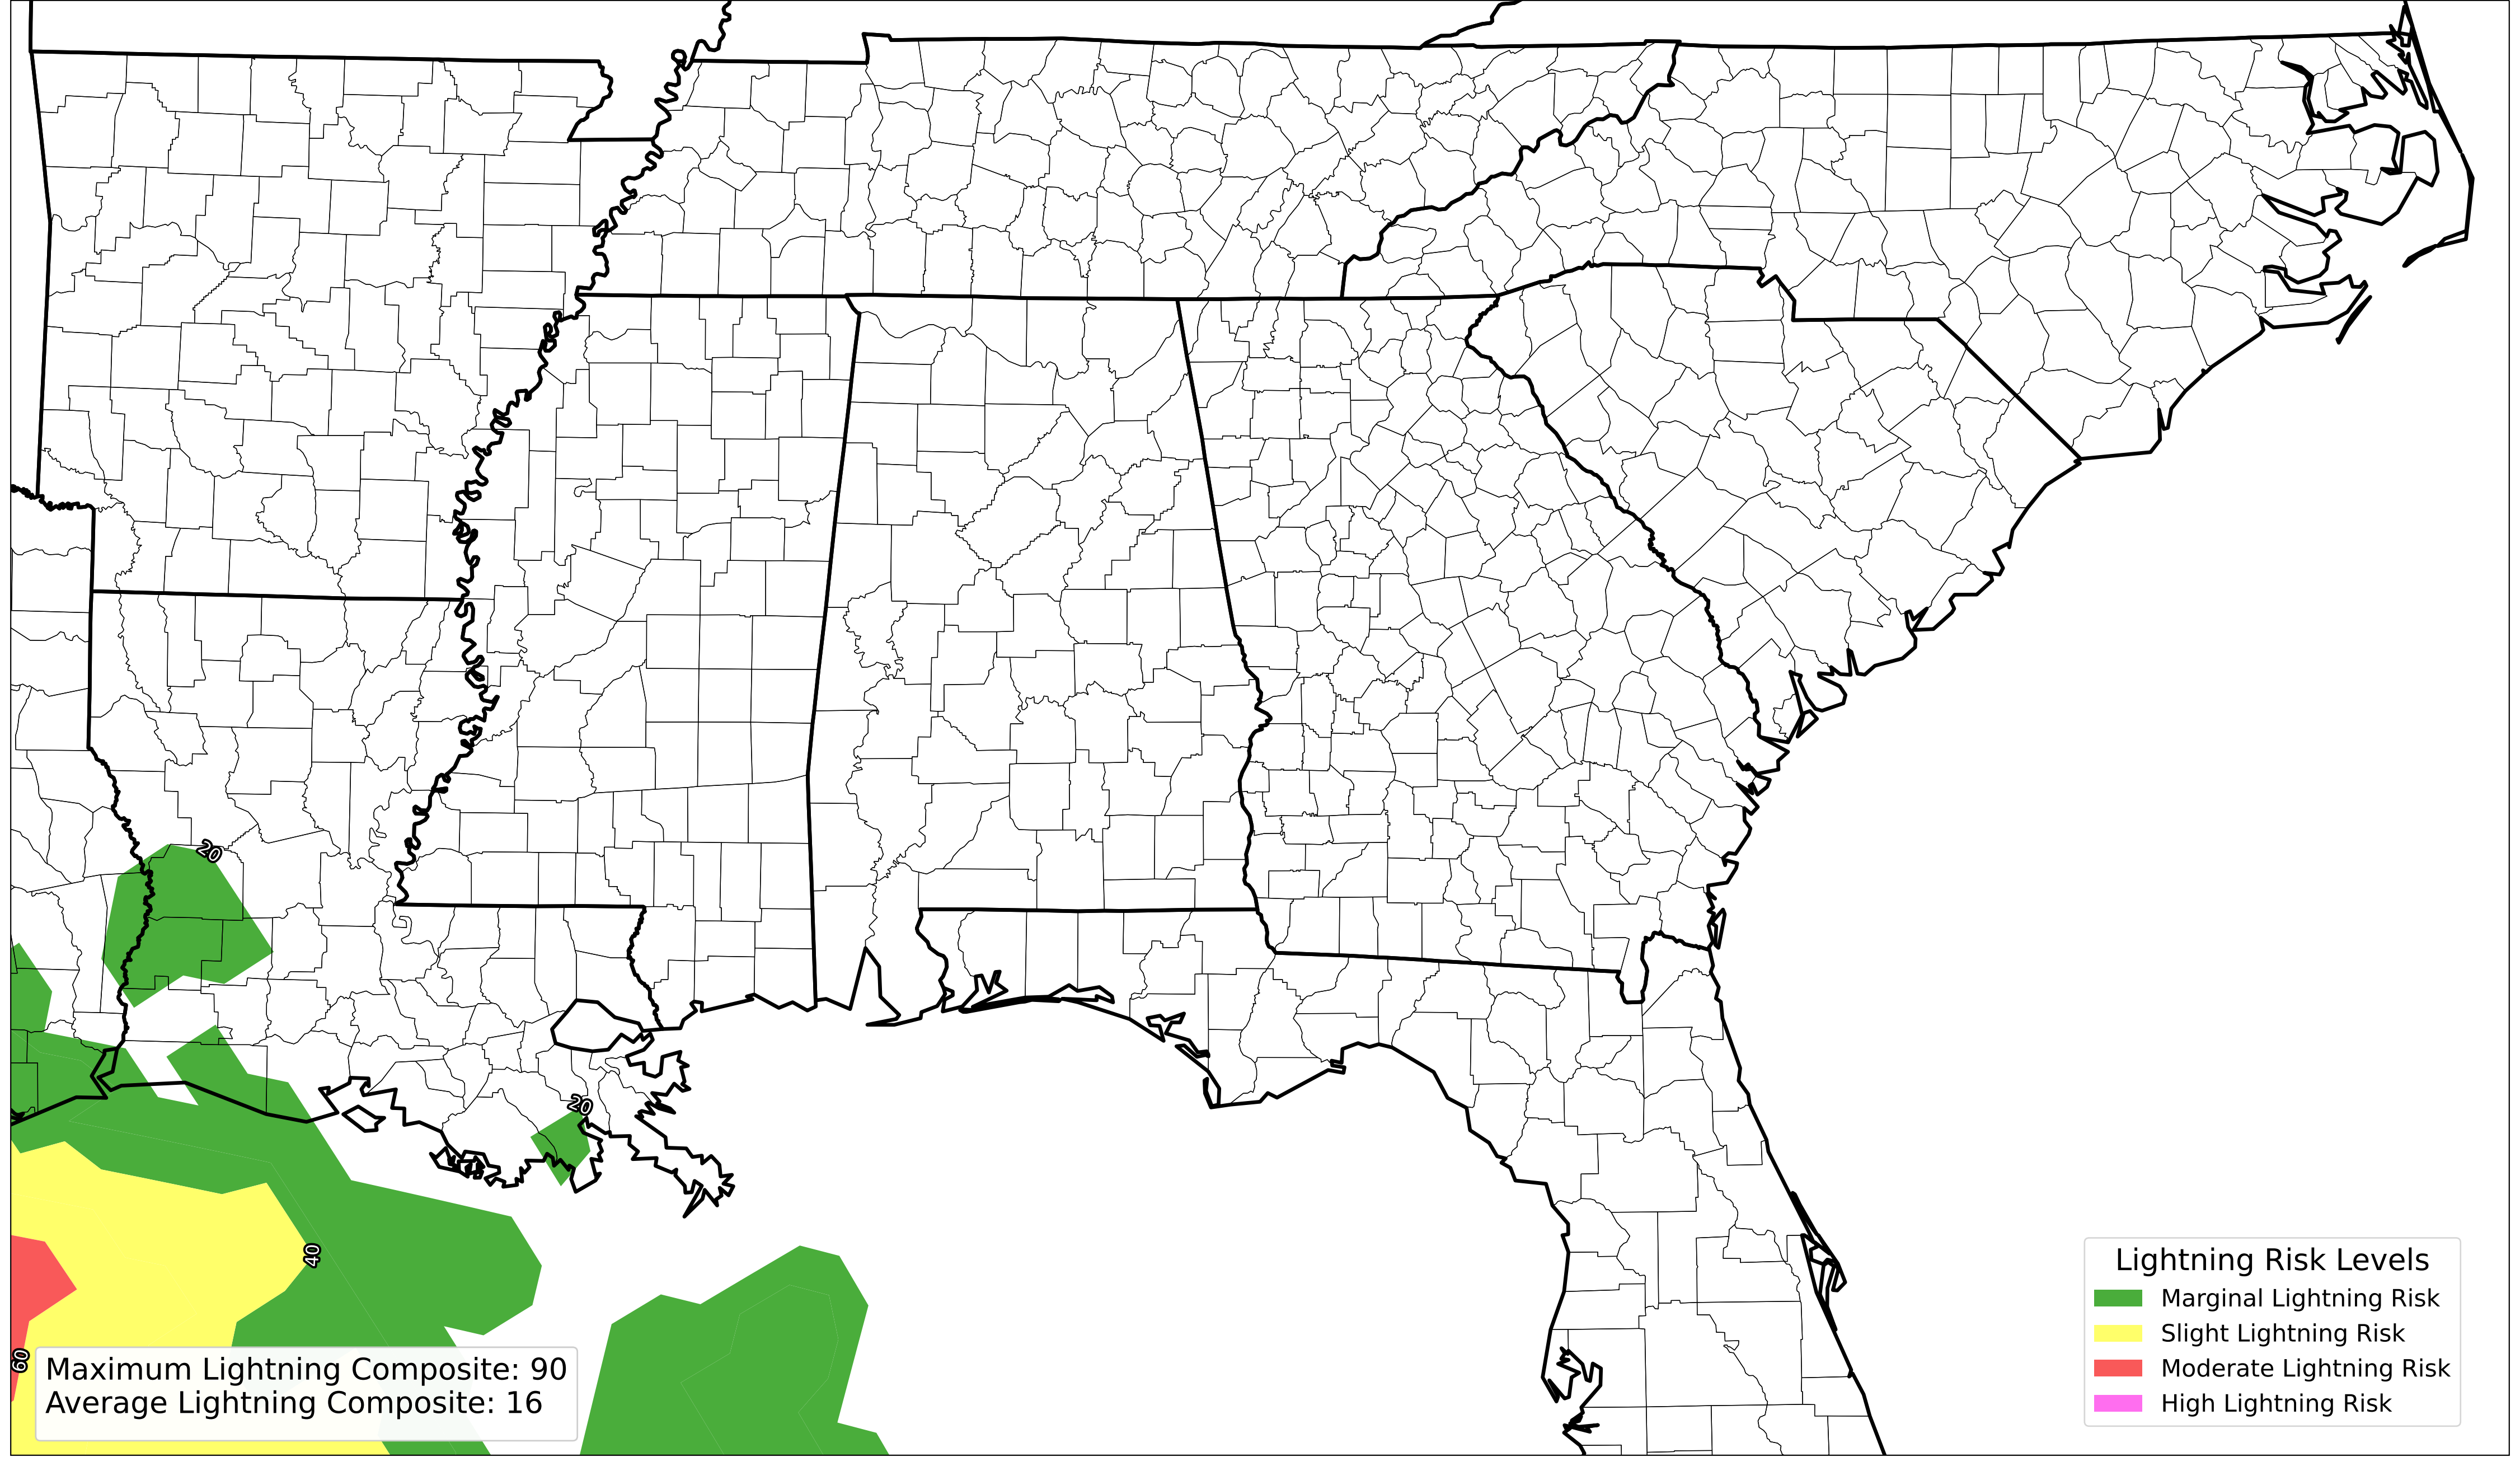 20
20
40
60
Maximum Lightning Composite: 90
Average Lightning Composite: 16
Lightning Risk Levels
Marginal Lightning Risk
Slight Lightning Risk
Moderate Lightning Risk
High Lightning Risk